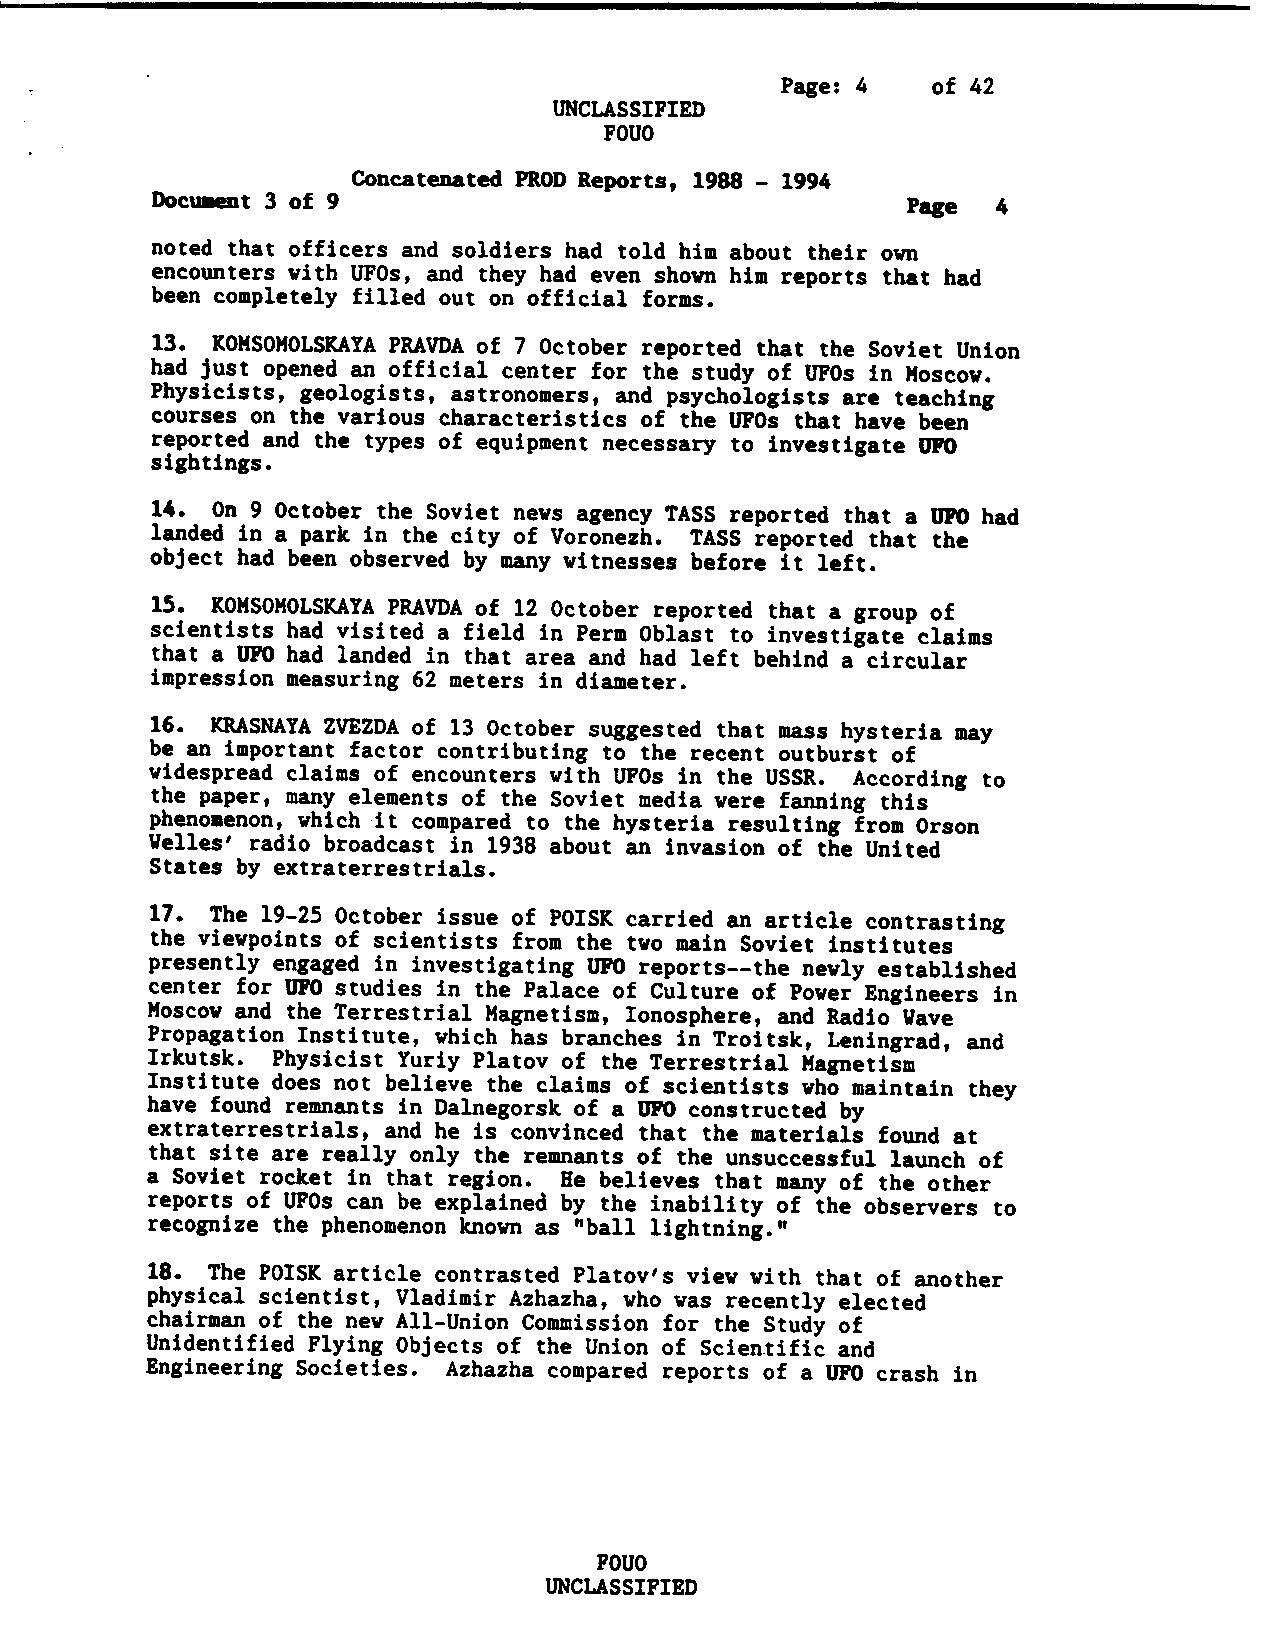 Page: 4 of 42
UNCLASSIFIED
FOUO
Concatenated PROD Reports, 1988 - 1994
Document 3 of 9
Page 4
noted that officers and soldiers had told him about their own
encounters with UFOs, and they had even shown him reports that had
been completely filled out on official forms.
13. KOMSOMOLSKAYA PRAVDA of 7 October reported that the Soviet Union
had just opened an official center for the study of UFOs in Moscow.
Physicists, geologists, astronomers, and psychologists are teaching
courses on the various characteristics of the UFOs that have been
reported and the types of equipment necessary to investigate UFO
sightings.
14. On 9 October the Soviet news agency TASS reported that a UFO had
landed in a park in the city of Voronezh. TASS reported that the
object had been observed by many witnesses before it left.
15. KOMSOMOLSKAYA PRAVDA of 12 October reported that a group of
scientists had visited a field in Perm Oblast to investigate claims
that a UFO had landed in that area and had left behind a circular
impression measuring 62 meters in diameter.
16. KRASNAYA ZVEZDA of 13 October suggested that mass hysteria may
be an important factor contributing to the recent outburst of
widespread claims of encounters with UFOs in the USSR. According to
the paper, many elements of the Soviet media were fanning this
phenomenon, which it compared to the hysteria resulting from Orson
Welles' radio broadcast in 1938 about an invasion of the United
States by extraterrestrials.
17. The 19-25 October issue of POISK carried an article contrasting
the viewpoints of scientists from the two main Soviet institutes
presently engaged in investigating UFO reports--the newly established
center for UFO studies in the Palace of Culture of Power Engineers in
Moscow and the Terrestrial Magnetism, Ionosphere, and Radio Wave
Propagation Institute, which has branches in Troitsk, Leningrad, and
Irkutsk. Physicist Yuriy Platov of the Terrestrial Magnetism
Institute does not believe the claims of scientists who maintain they
have found remnants in Dalnegorsk of a UFO constructed by
extraterrestrials, and he is convinced that the materials found at
that site are really only the remnants of the unsuccessful launch of
a Soviet rocket in that region. He believes that many of the other
reports of UFOs can be explained by the inability of the observers to
recognize the phenomenon known as "ball lightning."
18. The POISK article contrasted Platov's view with that of another
physical scientist, Vladimir Azhazha, who was recently elected
chairman of the new All-Union Commission for the Study of
Unidentified Flying Objects of the Union of Scientific and
Engineering Societies. Azhazha compared reports of a UFO crash in
FOUO
UNCLASSIFIED